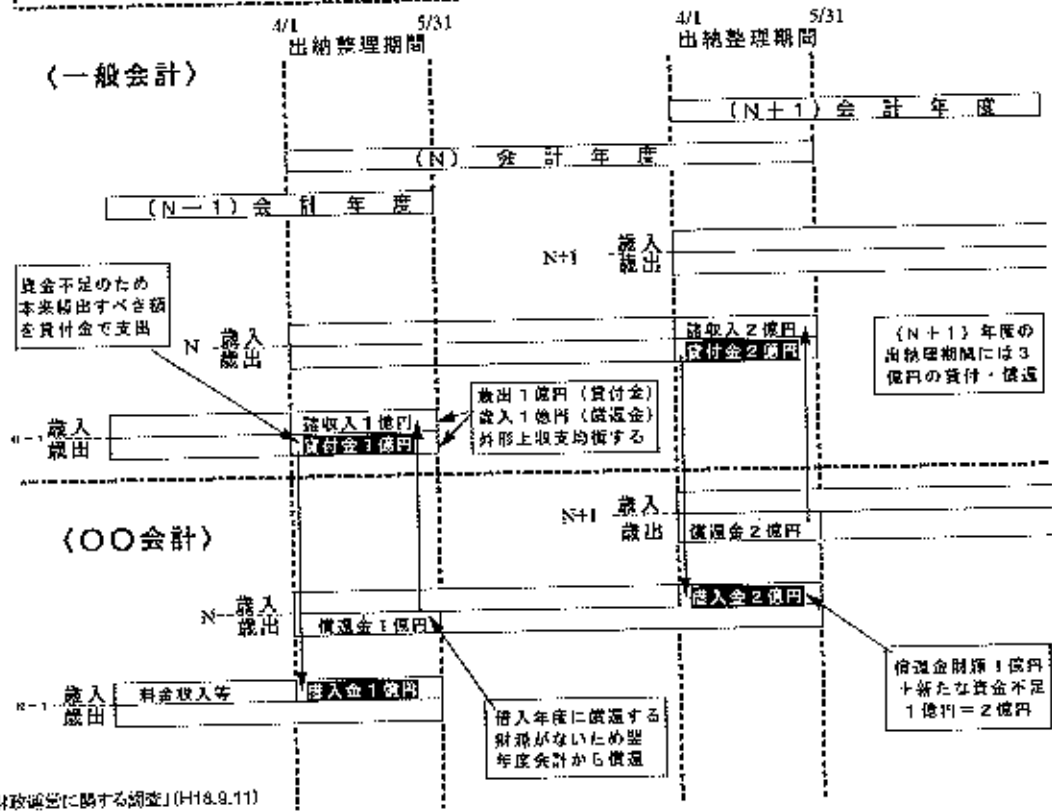 4/1 5/31
出納整理期間
4/1 5/31
出納整理期間
〈一般会計〉
(N+1)会計年度
(N)会計年度
(N-1)会計年度
N+1 歳入
歳出
資金不足のため
本来繰出すべき額
を貸付金で支出
N 歳入
歳出
諸収入2億円
貸付金2億円
(N+1)年度の
出納理期間には3
億円の貸付・償還
n-1 歳入
歳出
諸収入1億円
貸付金1億円
歳出1億円(貸付金)
歳入1億円(償還金)
外形上収支均衡する
〈〇〇会計〉
N+1 歳入
歳出
償還金2億円
N 歳入
歳出
償還金1億円
借入金2億円
償還金財源1億円
+新たな資金不足
1億円=2億円
n-1 歳入
歳出
料金収入等
借入金1億円
借入年度に償還する
財源がないため翌
年度会計から償還
財政運営に関する調査」(H18.9.11)